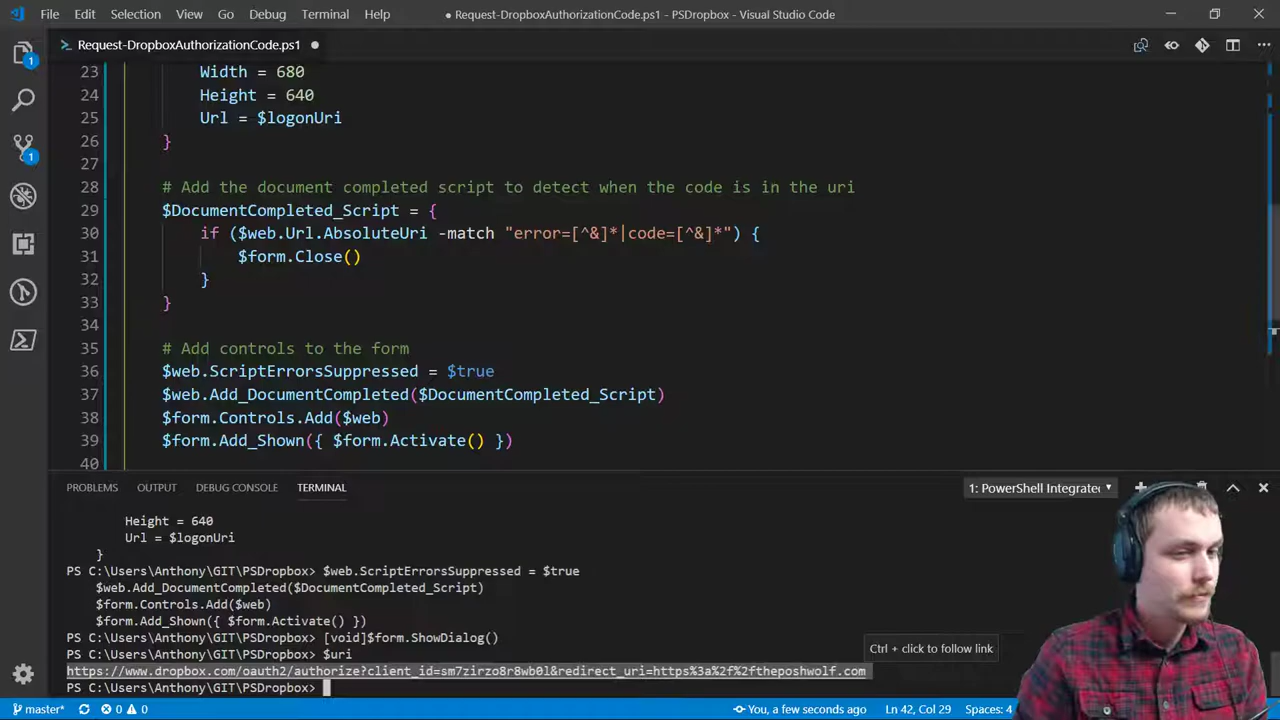 File Edit Selection View Go Debug Terminal Help
● Request-DropboxAuthorizationCode.ps1 - PSDropbox - Visual Studio Code
Request-DropboxAuthorizationCode.ps1 ●
23 Width = 680
24 Height = 640
25 Url = $logonUri
26 }
27
28 # Add the document completed script to detect when the code is in the uri
29 $DocumentCompleted_Script = {
30 if ($web.Url.AbsoluteUri -match "error=[^&]*|code=[^&]*") {
31 $form.Close()
32 }
33 }
34
35 # Add controls to the form
36 $web.ScriptErrorsSuppressed = $true
37 $web.Add_DocumentCompleted($DocumentCompleted_Script)
38 $form.Controls.Add($web)
39 $form.Add_Shown({ $form.Activate() })
40
PROBLEMS OUTPUT DEBUG CONSOLE TERMINAL
1: PowerShell Integrated
Height = 640
Url = $logonUri
}
PS C:\Users\Anthony\GIT\PSDropbox> $web.ScriptErrorsSuppressed = $true
$web.Add_DocumentCompleted($DocumentCompleted_Script)
$form.Controls.Add($web)
$form.Add_Shown({ $form.Activate() })
PS C:\Users\Anthony\GIT\PSDropbox> [void]$form.ShowDialog()
PS C:\Users\Anthony\GIT\PSDropbox> $uri
Ctrl + click to follow link
https://www.dropbox.com/oauth2/authorize?client_id=sm7zirzo8r8wb0l&redirect_uri=https%3a%2f%2ftheposhwolf.com
PS C:\Users\Anthony\GIT\PSDropbox>
master* 0 0
You, a few seconds ago Ln 42, Col 29 Spaces: 4
1
1